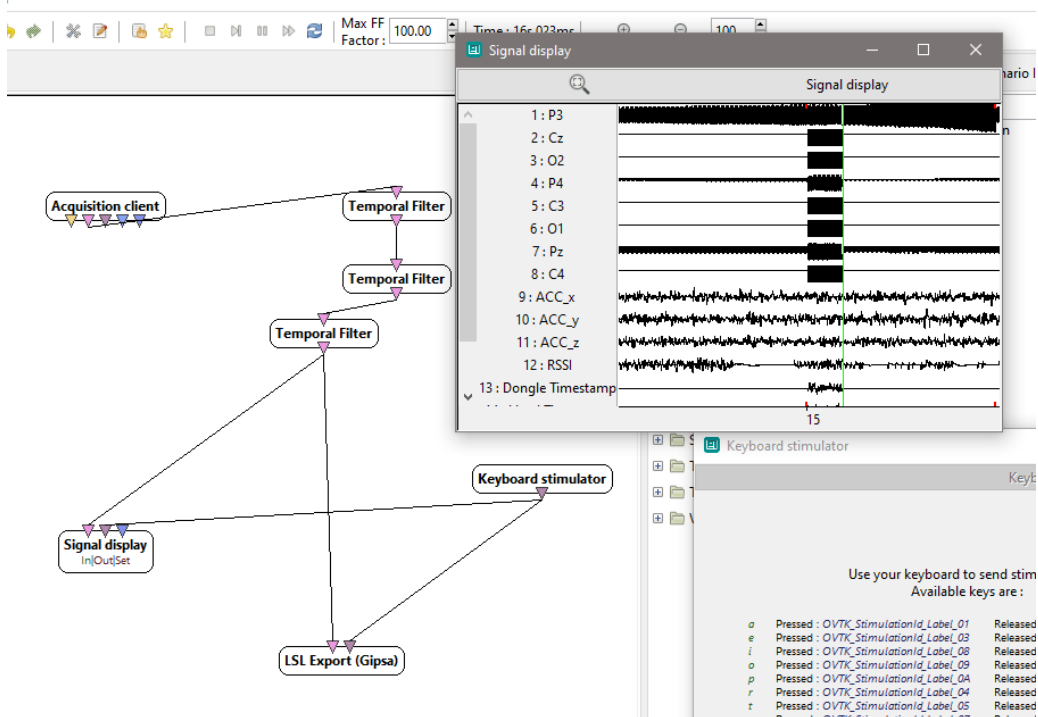 Max FF
Factor :
100.00
Time : 16s 023ms
100
Signal display
Signal display
1 : P3
2 : Cz
3 : O2
4 : P4
5 : C3
6 : O1
7 : Pz
8 : C4
9 : ACC_x
10 : ACC_y
11 : ACC_z
12 : RSSI
13 : Dongle Timestamp
15
Acquisition client
Temporal Filter
Temporal Filter
Temporal Filter
Keyboard stimulator
Signal display
In|Out|Set
LSL Export (Gipsa)
Keyboard stimulator
Use your keyboard to send stim
Available keys are :
a Pressed : OVTK_StimulationId_Label_01 Released
e Pressed : OVTK_StimulationId_Label_03 Released
i Pressed : OVTK_StimulationId_Label_08 Released
o Pressed : OVTK_StimulationId_Label_09 Released
p Pressed : OVTK_StimulationId_Label_0A Released
r Pressed : OVTK_StimulationId_Label_04 Released
t Pressed : OVTK_StimulationId_Label_05 Released